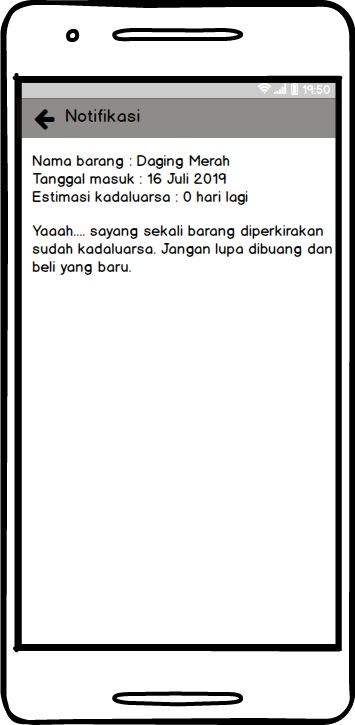 19:50
Notifikasi
Nama barang : Daging Merah
Tanggal masuk : 16 Juli 2019
Estimasi kadaluarsa : 0 hari lagi
Yaaah.... sayang sekali barang diperkirakan
sudah kadaluarsa. Jangan lupa dibuang dan
beli yang baru.